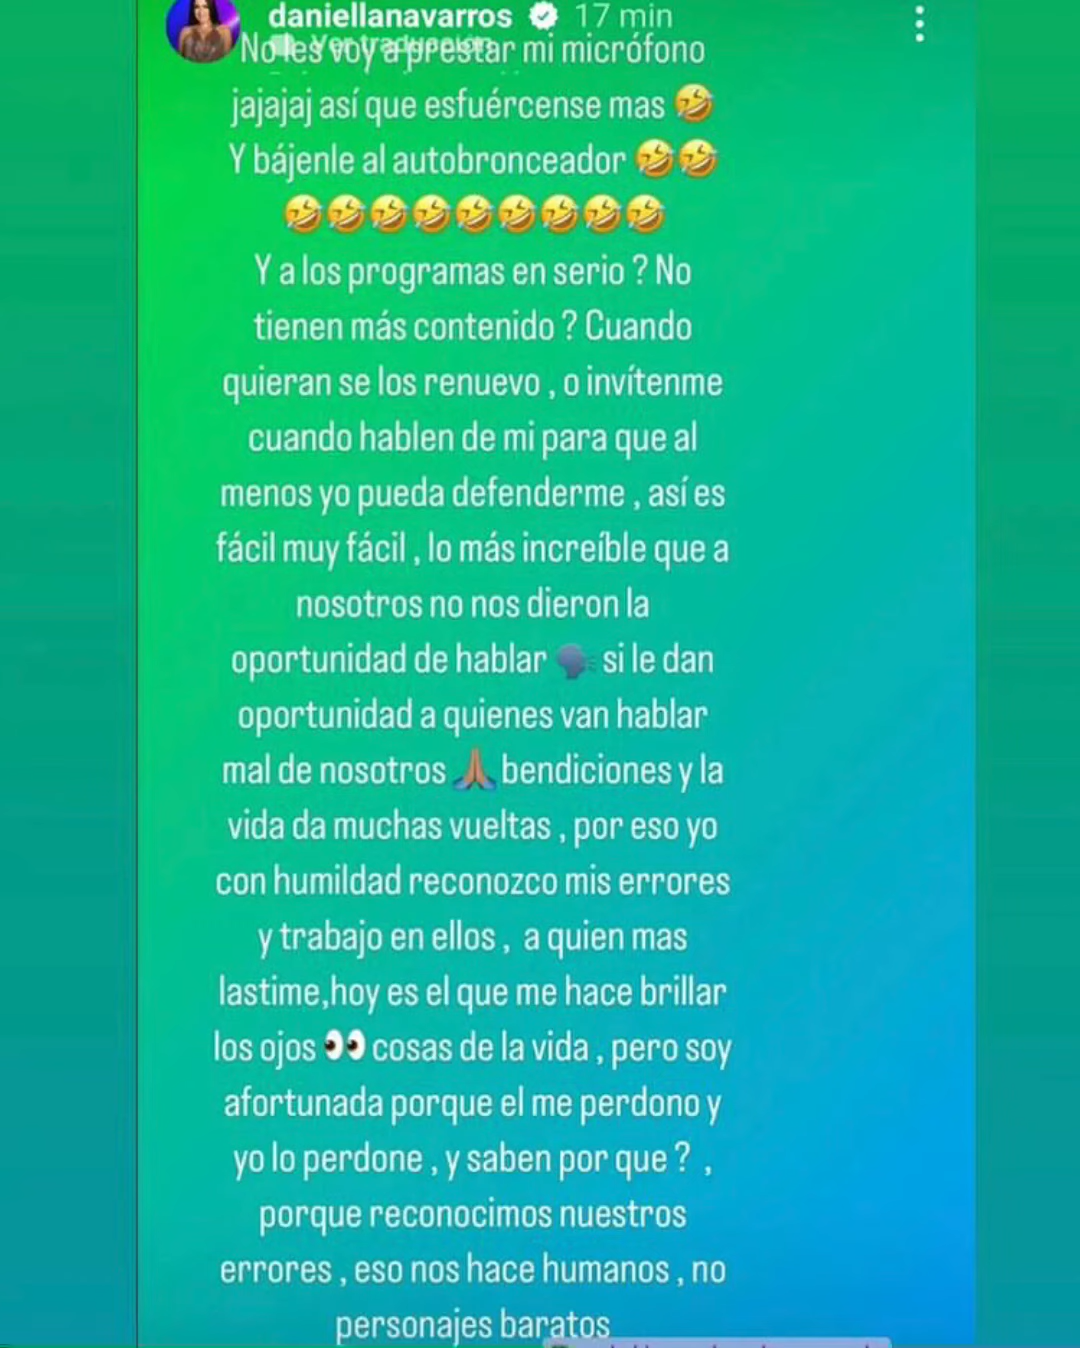 daniellanavarros 17 min
Ver traducción
No les voy a prestar mi micrófono
jajajaj así que esfuércense mas 🤣
Y bájenle al autobronceador 🤣🤣
🤣🤣🤣🤣🤣🤣🤣🤣🤣
Y a los programas en serio ? No
tienen más contenido ? Cuando
quieran se los renuevo , o invítenme
cuando hablen de mi para que al
menos yo pueda defenderme , así es
fácil muy fácil , lo más increíble que a
nosotros no nos dieron la
oportunidad de hablar 🗣️ si le dan
oportunidad a quienes van hablar
mal de nosotros 🙏🏽 bendiciones y la
vida da muchas vueltas , por eso yo
con humildad reconozco mis errores
y trabajo en ellos , a quien mas
lastime,hoy es el que me hace brillar
los ojos 👀 cosas de la vida , pero soy
afortunada porque el me perdono y
yo lo perdone , y saben por que ? ,
porque reconocimos nuestros
errores , eso nos hace humanos , no
personajes baratos